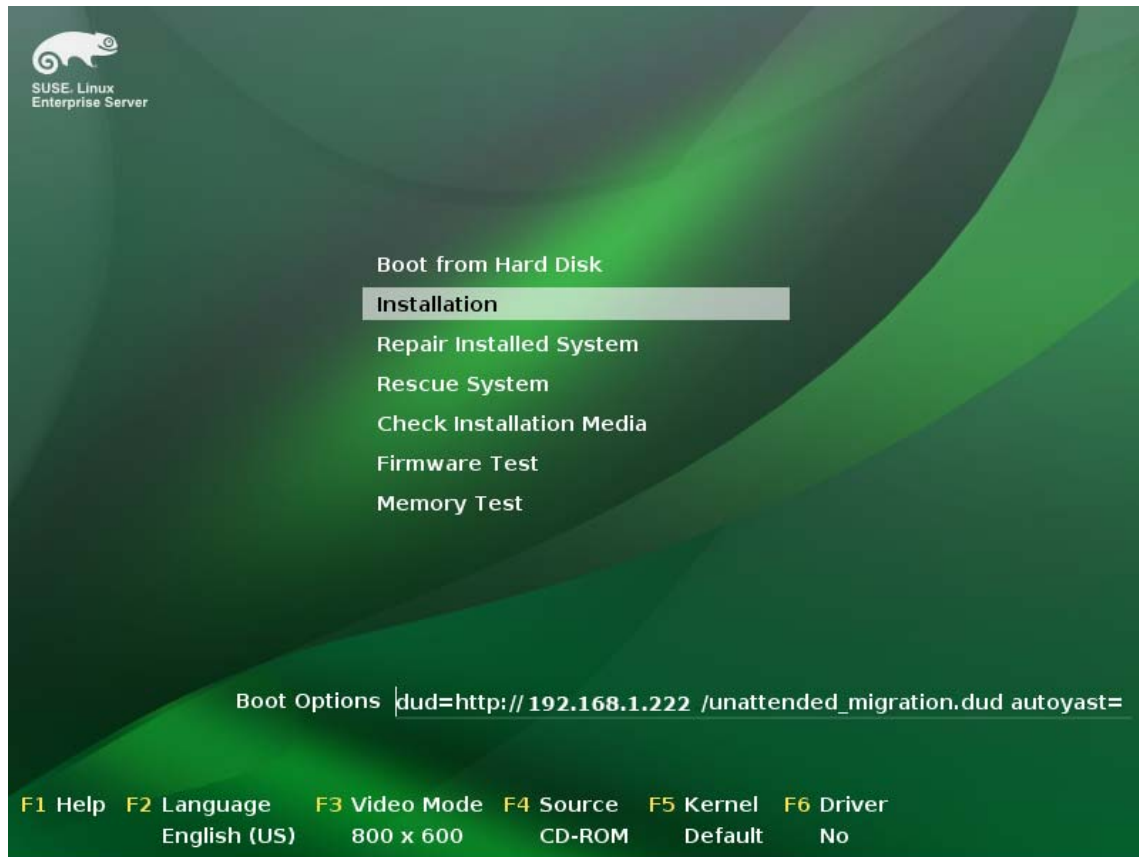 SUSE. Linux
Enterprise Server
Boot from Hard Disk
Installation
Repair Installed System
Rescue System
Check Installation Media
Firmware Test
Memory Test
Boot Options dud=http:// 192.168.1.222 /unattended_migration.dud autoyast=
F1 Help F2 Language F3 Video Mode F4 Source F5 Kernel F6 Driver
English (US) 800 x 600 CD-ROM Default No